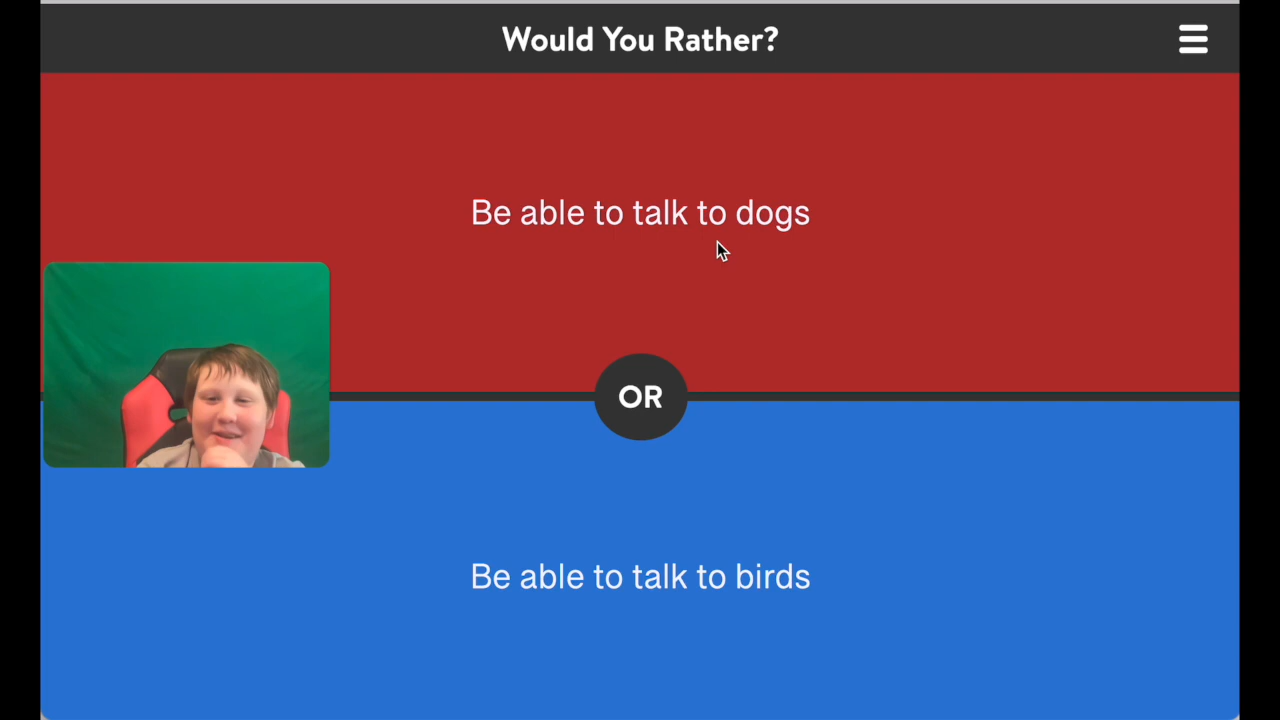 Would You Rather?
Be able to talk to dogs
OR
Be able to talk to birds